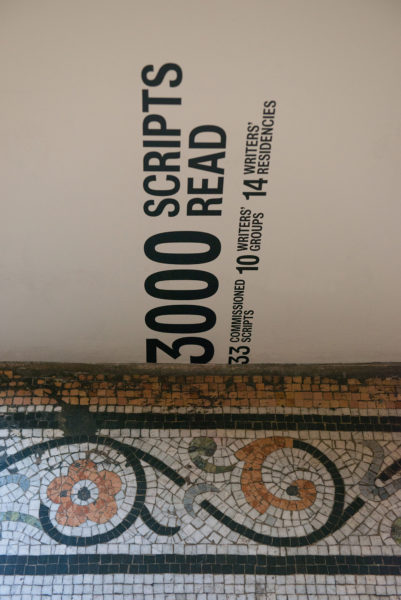 3000 SCRIPTS
READ
33 COMMISSIONED
SCRIPTS
10 WRITERS'
GROUPS
14 WRITERS'
RESIDENCIES